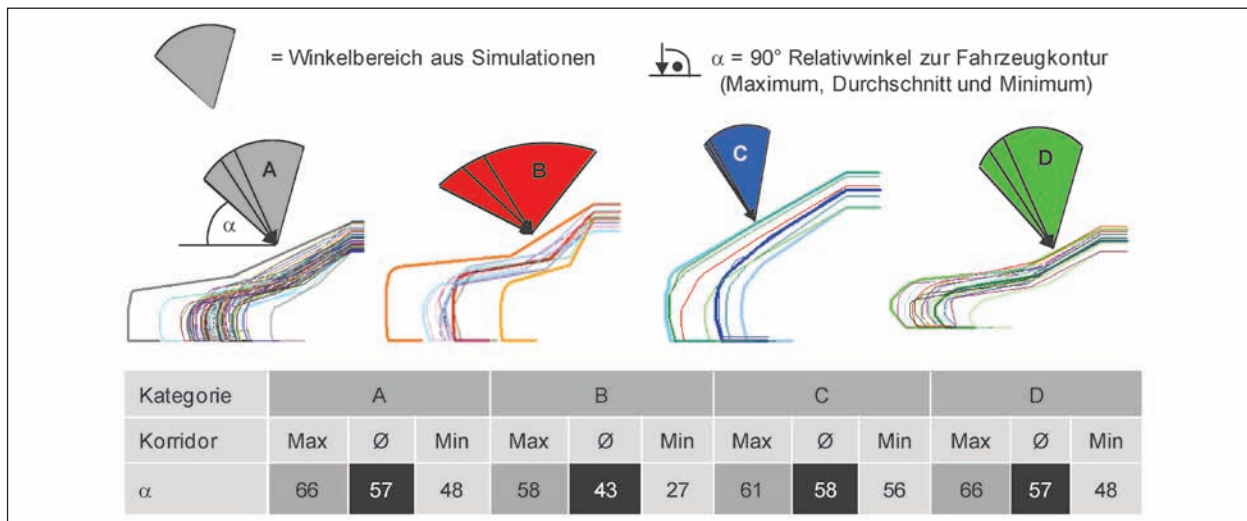 = Winkelbereich aus Simulationen
α = 90° Relativwinkel zur Fahrzeugkontur
(Maximum, Durchschnitt und Minimum)
A
B
C
D
α
Kategorie A B C D
Korridor Max Ø Min Max Ø Min Max Ø Min Max Ø Min
α 66 57 48 58 43 27 61 58 56 66 57 48